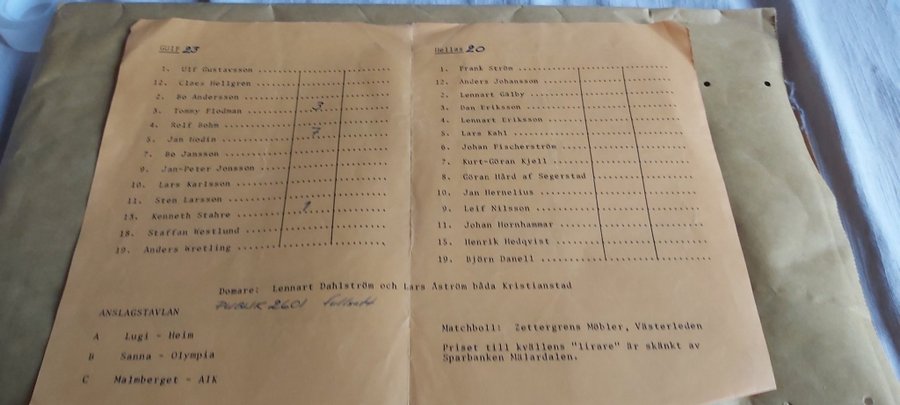 GUIF 23
1. Ulf Gustavsson
12. Claes Hellgren
2. Bo Andersson
3. Tommy Flodman 3
4. Rolf Bohm
5. Jan Hodin 7
7. Bo Jansson
9. Jan-Peter Jonsson
10. Lars Karlsson
11. Sten Larsson
13. Kenneth Stahre
18. Staffan Westlund
19. Anders Wretling
Hellas 20
1. Frank Ström
12. Anders Johansson
2. Lennart Gälby
3. Dan Eriksson
4. Lennart Eriksson
5. Lars Kahl
6. Johan Fischerström
7. Kurt-Göran Kjell
8. Göran Hård af Segerstad
10. Jan Hernelius
9. Leif Nilsson
11. Johan Hornhammar
15. Henrik Hedqvist
19. Björn Danell
Domare: Lennart Dahlström och Lars Åström båda Kristianstad
PUBLIK 2601 fullsatt
ANSLAGSTAVLAN
A Lugi - Heim
B Sanna - Olympia
C Malmberget - AIK
Matchboll: Zettergrens Möbler, Västerleden
Priset till kvällens "lirare" är skänkt av
Sparbanken Mälardalen.